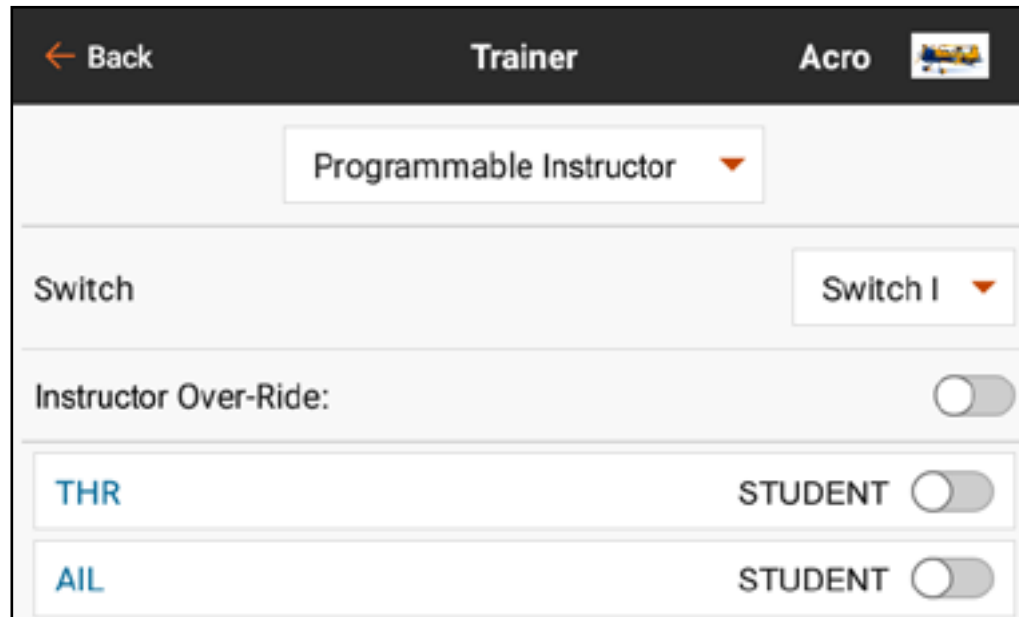 Back Trainer Acro
Programmable Instructor
Switch Switch I
Instructor Over-Ride:
THR STUDENT
AIL STUDENT